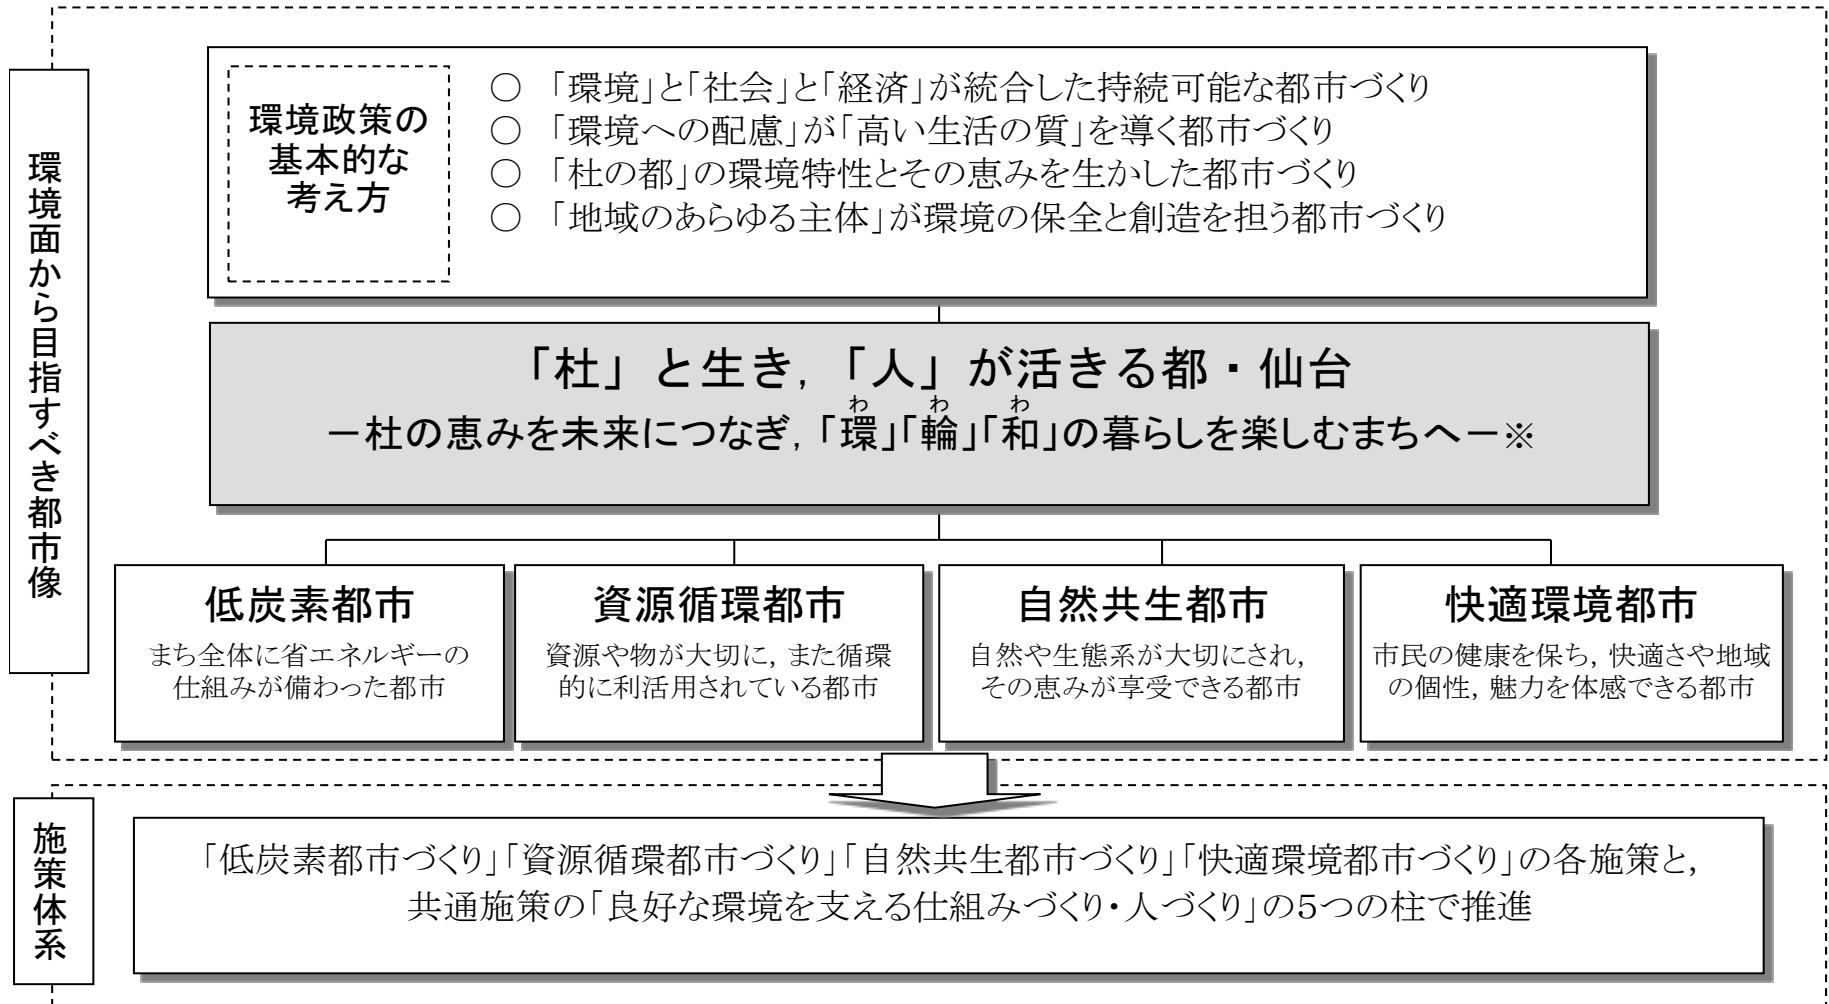 環境面から目指すべき都市像
環境政策の
基本的な
考え方
○ 「環境」と「社会」と「経済」が統合した持続可能な都市づくり
○ 「環境への配慮」が「高い生活の質」を導く都市づくり
○ 「杜の都」の環境特性とその恵みを生かした都市づくり
○ 「地域のあらゆる主体」が環境の保全と創造を担う都市づくり
「杜」と生き，「人」が活きる都・仙台
わ わ わ
－杜の恵みを未来につなぎ，「環」「輪」「和」の暮らしを楽しむまちへ－※
低炭素都市
まち全体に省エネルギーの
仕組みが備わった都市
資源循環都市
資源や物が大切に，また循環
的に利活用されている都市
自然共生都市
自然や生態系が大切にされ，
その恵みが享受できる都市
快適環境都市
市民の健康を保ち，快適さや地域
の個性，魅力を体感できる都市
施策体系
「低炭素都市づくり」「資源循環都市づくり」「自然共生都市づくり」「快適環境都市づくり」の各施策と，
共通施策の「良好な環境を支える仕組みづくり・人づくり」の5つの柱で推進